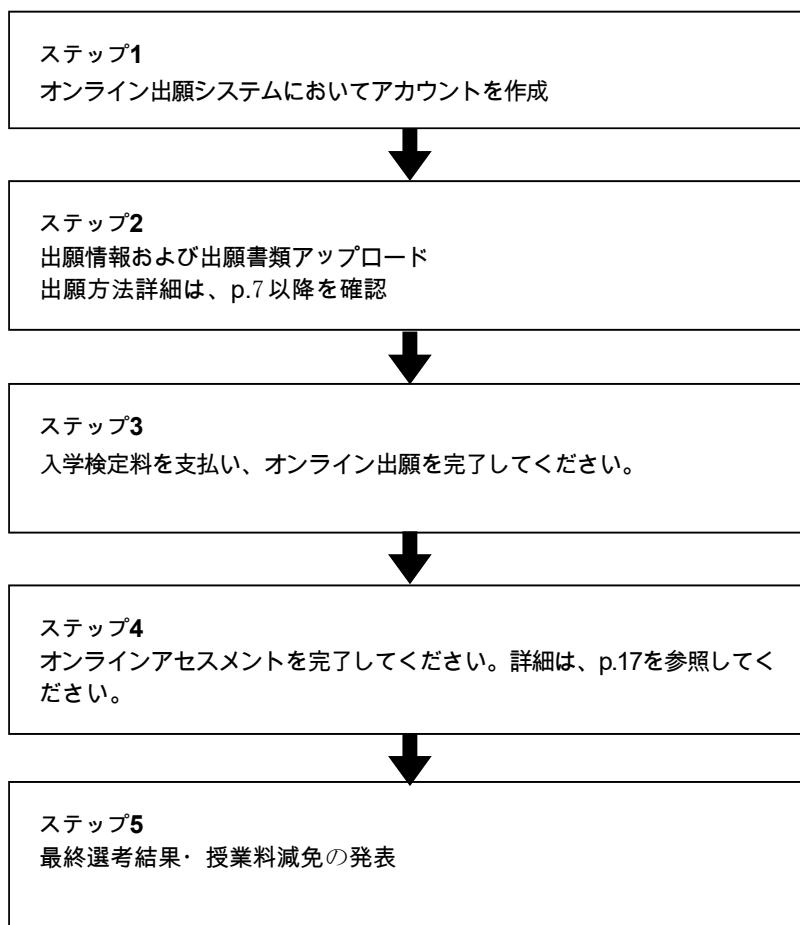 ステップ1
オンライン出願システムにおいてアカウントを作成
ステップ2
出願情報および出願書類アップロード
出願方法詳細は、p.7以降を確認
ステップ3
入学検定料を支払い、オンライン出願を完了してください。
ステップ4
オンラインアセスメントを完了してください。詳細は、p.17を参照してく
ださい。
ステップ5
最終選考結果・授業料減免の発表